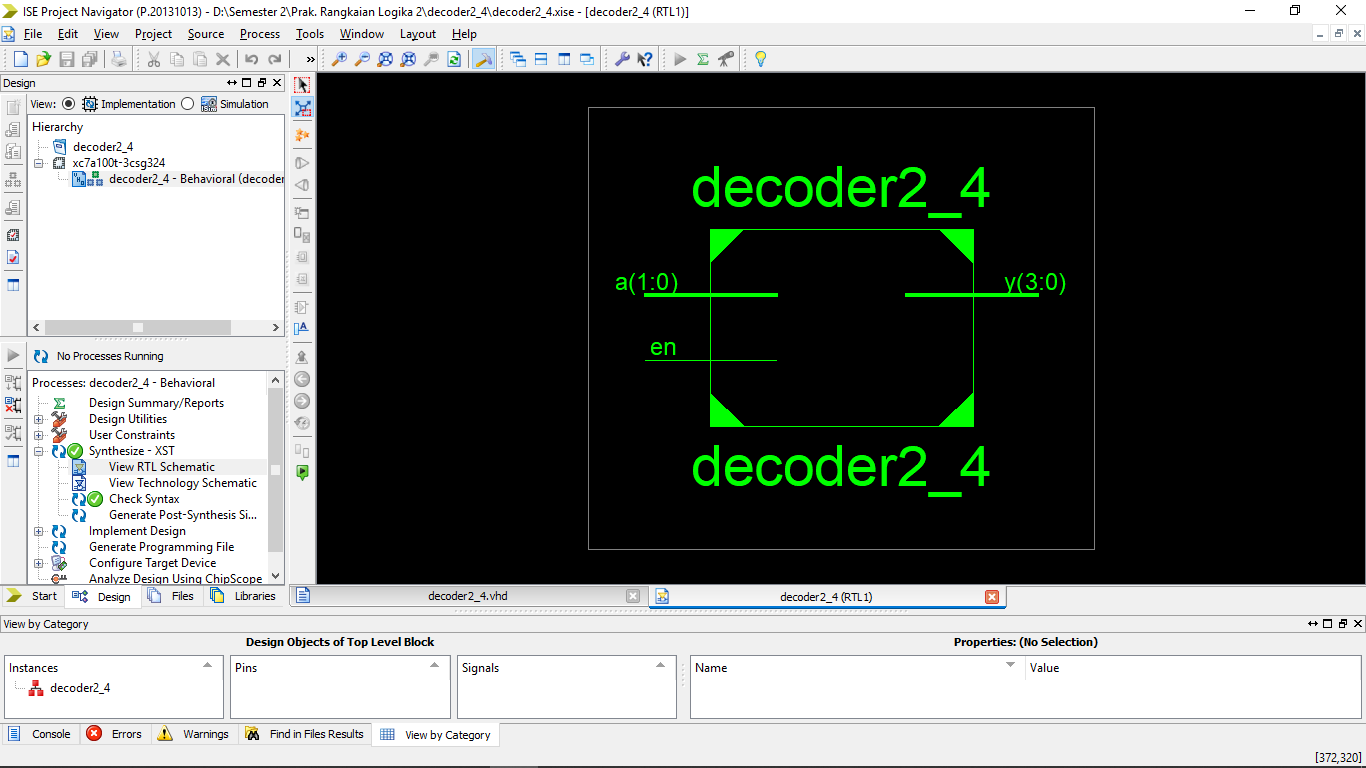 ISE Project Navigator (P.20131013) - D:\Semester 2\Prak. Rangkaian Logika 2\decoder2_4\decoder2_4.xise - [decoder2_4 (RTL1)]
File Edit View Project Source Process Tools Window Layout Help
Design
View: Implementation Simulation
Hierarchy
decoder2_4
xc7a100t-3csg324
decoder2_4 - Behavioral (decoder
No Processes Running
Processes: decoder2_4 - Behavioral
Design Summary/Reports
Design Utilities
User Constraints
Synthesize - XST
View RTL Schematic
View Technology Schematic
Check Syntax
Generate Post-Synthesis Si...
Implement Design
Generate Programming File
Configure Target Device
Analyze Design Using ChipScope
Start Design Files Libraries
decoder2_4
a(1:0) y(3:0)
en
decoder2_4
decoder2_4.vhd decoder2_4 (RTL1)
View by Category
Design Objects of Top Level Block Properties: (No Selection)
Instances Pins Signals Name Value
decoder2_4
Console Errors Warnings Find in Files Results View by Category
[372,320]